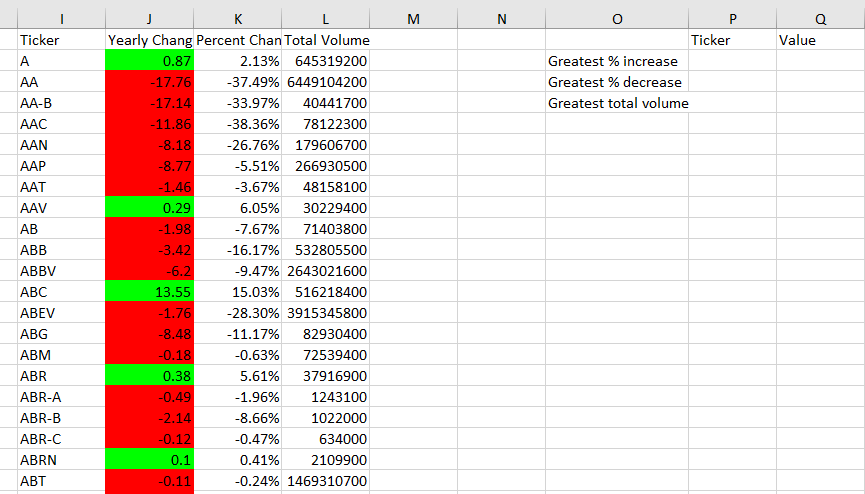 I J K L M N O P Q
Ticker Yearly Chang Percent Chan Total Volume Ticker Value
A 0.87 2.13% 645319200 Greatest % increase
AA -17.76 -37.49% 6449104200 Greatest % decrease
AA-B -17.14 -33.97% 40441700 Greatest total volume
AAC -11.86 -38.36% 78122300
AAN -8.18 -26.76% 179606700
AAP -8.77 -5.51% 266930500
AAT -1.46 -3.67% 48158100
AAV 0.29 6.05% 30229400
AB -1.98 -7.67% 71403800
ABB -3.42 -16.17% 532805500
ABBV -6.2 -9.47% 2643021600
ABC 13.55 15.03% 516218400
ABEV -1.76 -28.30% 3915345800
ABG -8.48 -11.17% 82930400
ABM -0.18 -0.63% 72539400
ABR 0.38 5.61% 37916900
ABR-A -0.49 -1.96% 1243100
ABR-B -2.14 -8.66% 1022000
ABR-C -0.12 -0.47% 634000
ABRN 0.1 0.41% 2109900
ABT -0.11 -0.24% 1469310700